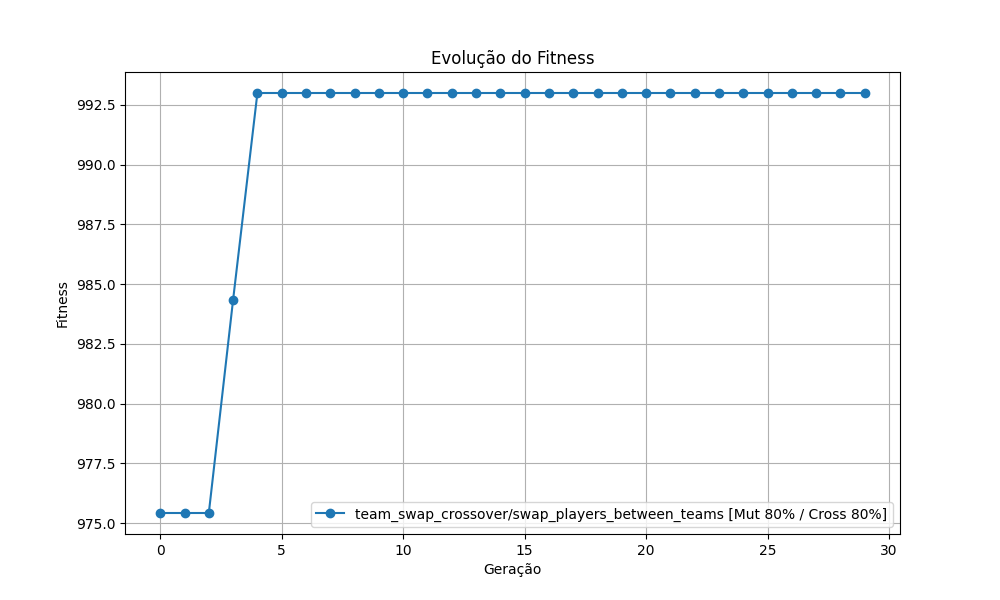 Evolução do Fitness
992.5
990.0
987.5
985.0
982.5
980.0
977.5
975.0
Fitness
team_swap_crossover/swap_players_between_teams [Mut 80% / Cross 80%]
0 5 10 15 20 25 30
Geração